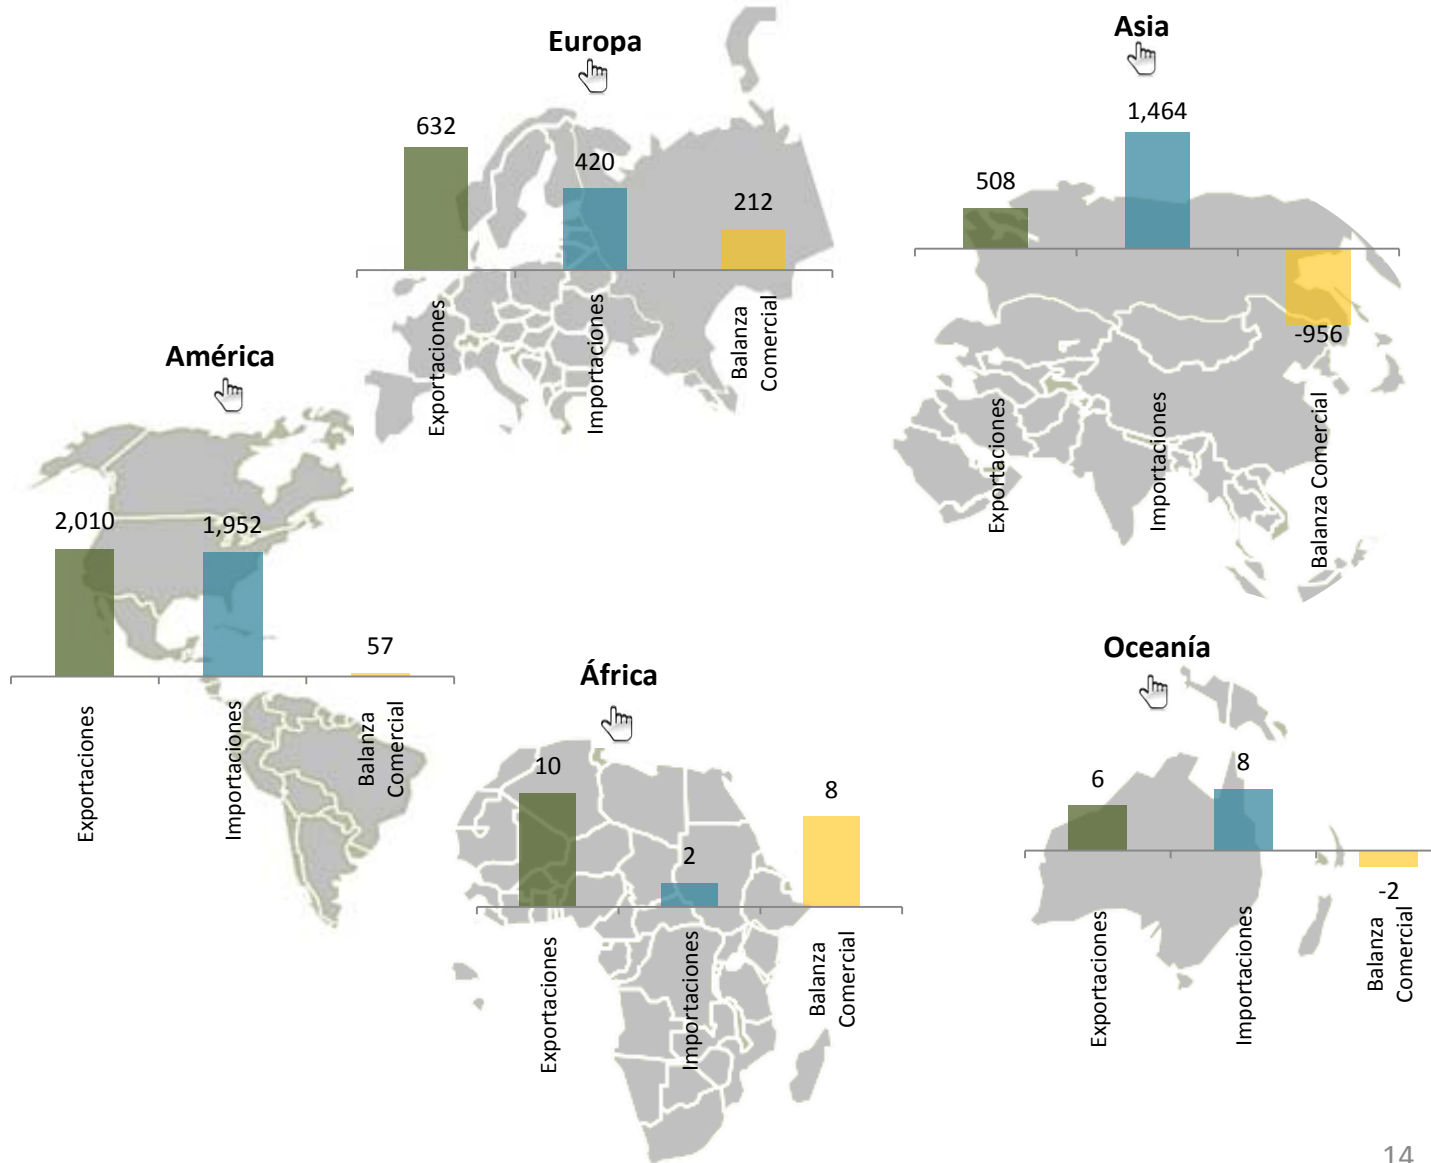 Europa
632
420
212
Exportaciones
Importaciones
Balanza
Comercial
Asia
508
1,464
-956
Exportaciones
Importaciones
Balanza Comercial
América
2,010
1,952
57
Exportaciones
Importaciones
Balanza
Comercial
África
10
2
8
Exportaciones
Importaciones
Balanza
Comercial
Oceanía
6
8
-2
Exportaciones
Importaciones
Balanza
Comercial
14